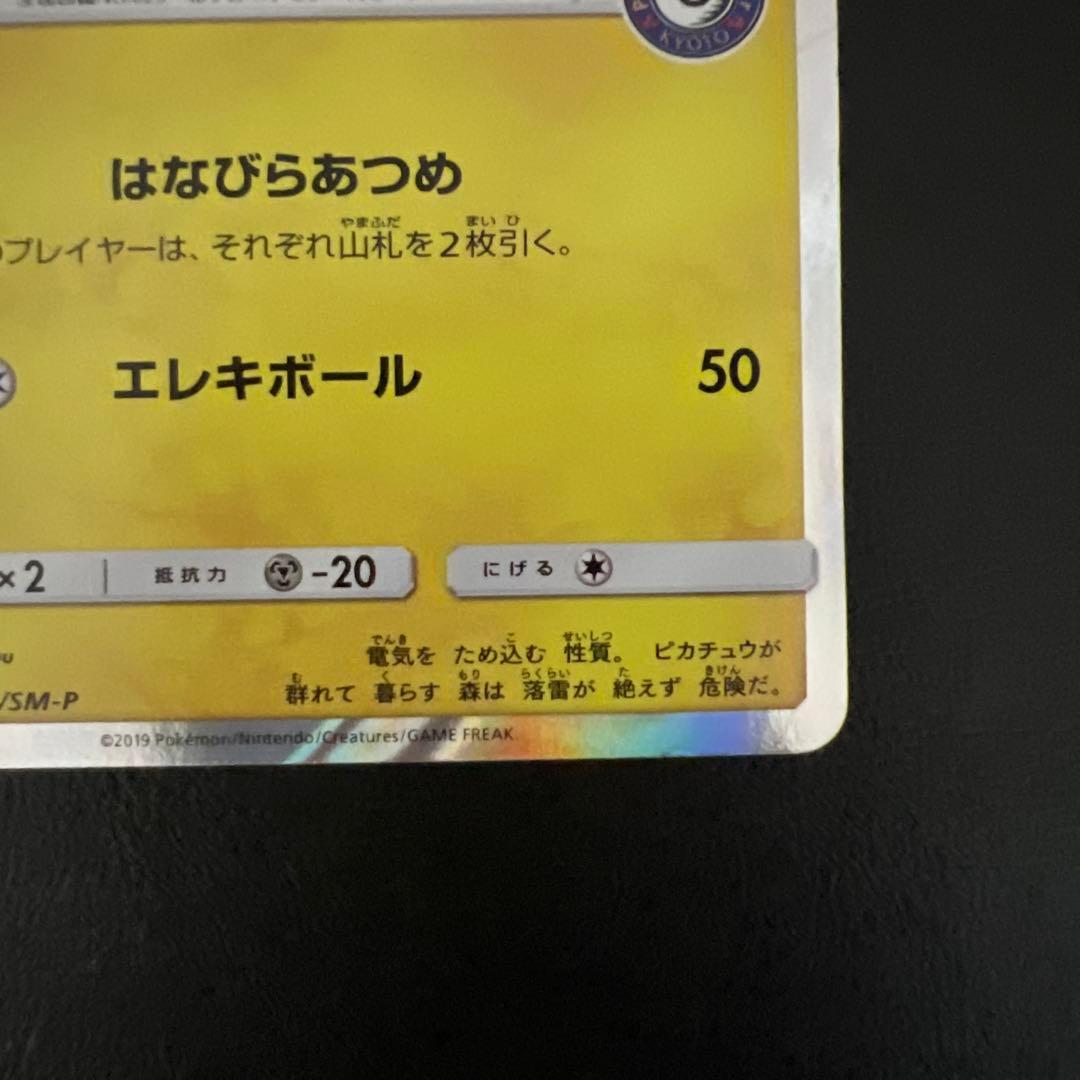 KYOTO
はなびらあつめ
プレイヤーは、それぞれ山札を2枚引く。
エレキボール 50
×2 抵抗力 -20 にげる
電気を ため込む 性質。 ピカチュウが
群れて 暮らす 森は 落雷が 絶えず 危険だ。
/SM-P
©2019 Pokémon/Nintendo/Creatures/GAME FREAK